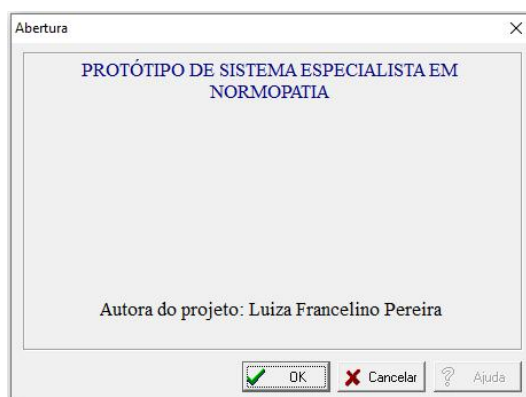 Abertura
PROTÓTIPO DE SISTEMA ESPECIALISTA EM
NORMOPATIA
Autora do projeto: Luiza Francelino Pereira
OK Cancelar Ajuda